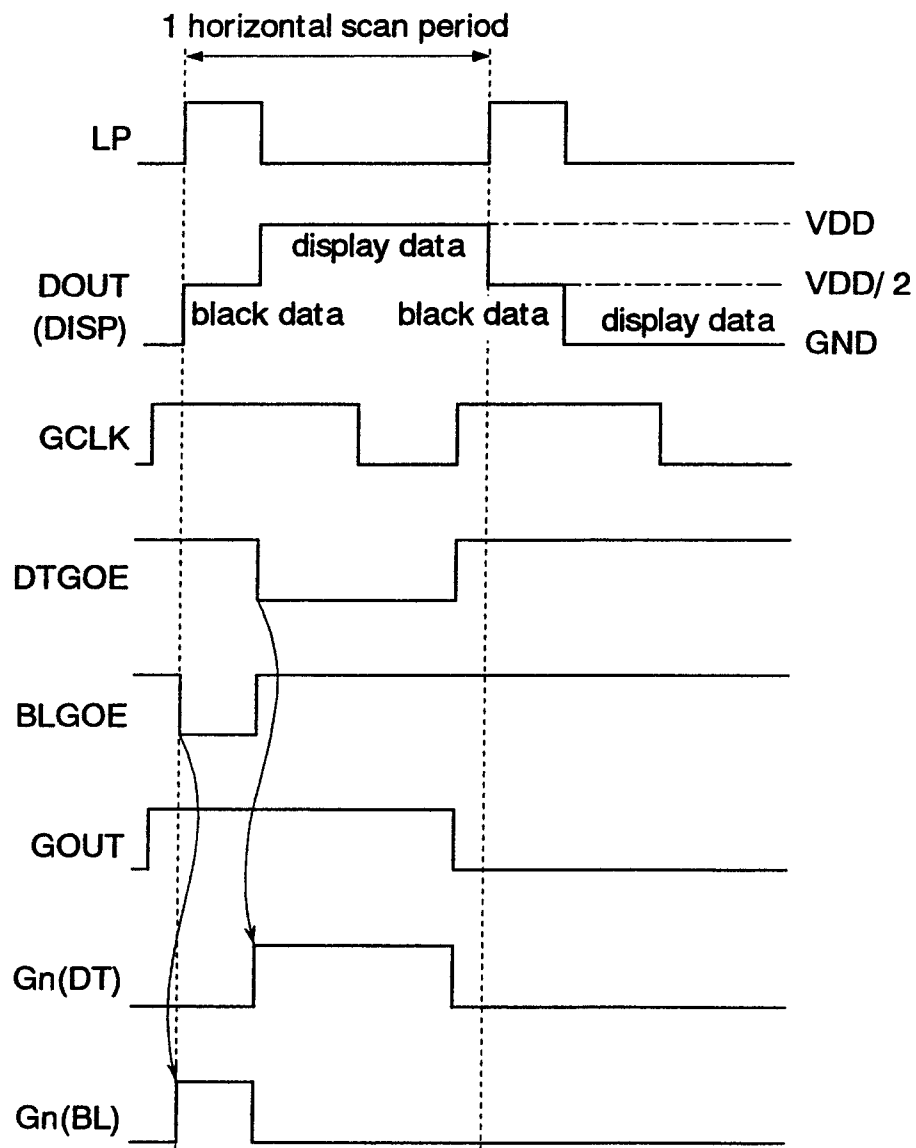 1 horizontal scan period
LP
VDD
display data
DOUT
(DISP)
VDD/ 2
black data
black data
display data
GND
GCLK
DTGOE
BLGOE
GOUT
Gn(DT)
Gn(BL)